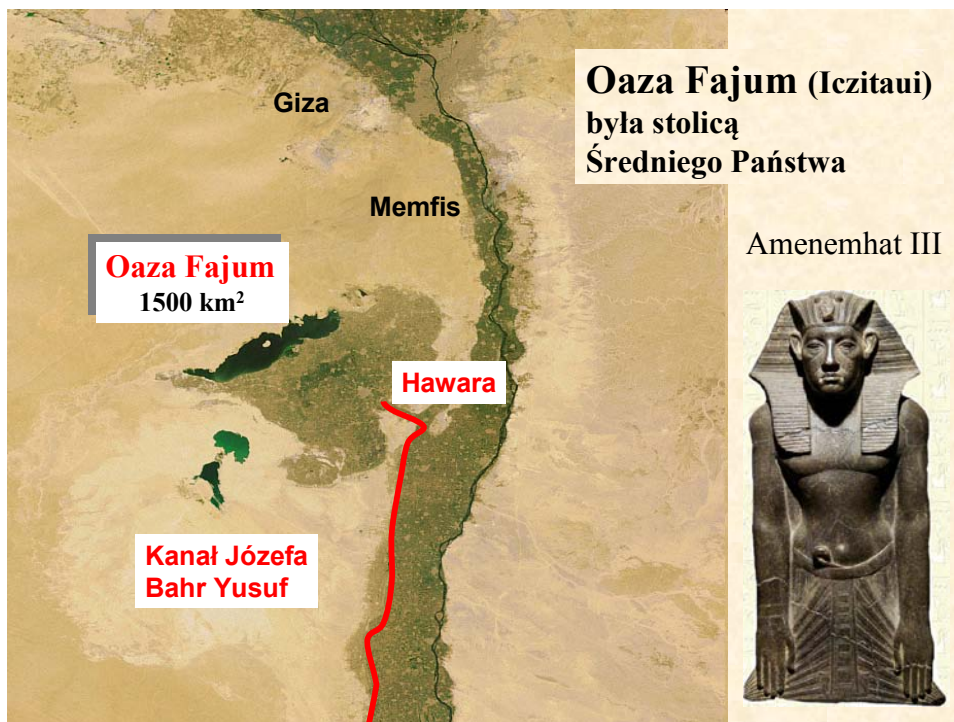 Oaza Fajum (Iczitaui)
była stolicą
Średniego Państwa
Giza
Memfis
Amenemhat III
Oaza Fajum
1500 km²
Hawara
Kanał Józefa
Bahr Yusuf